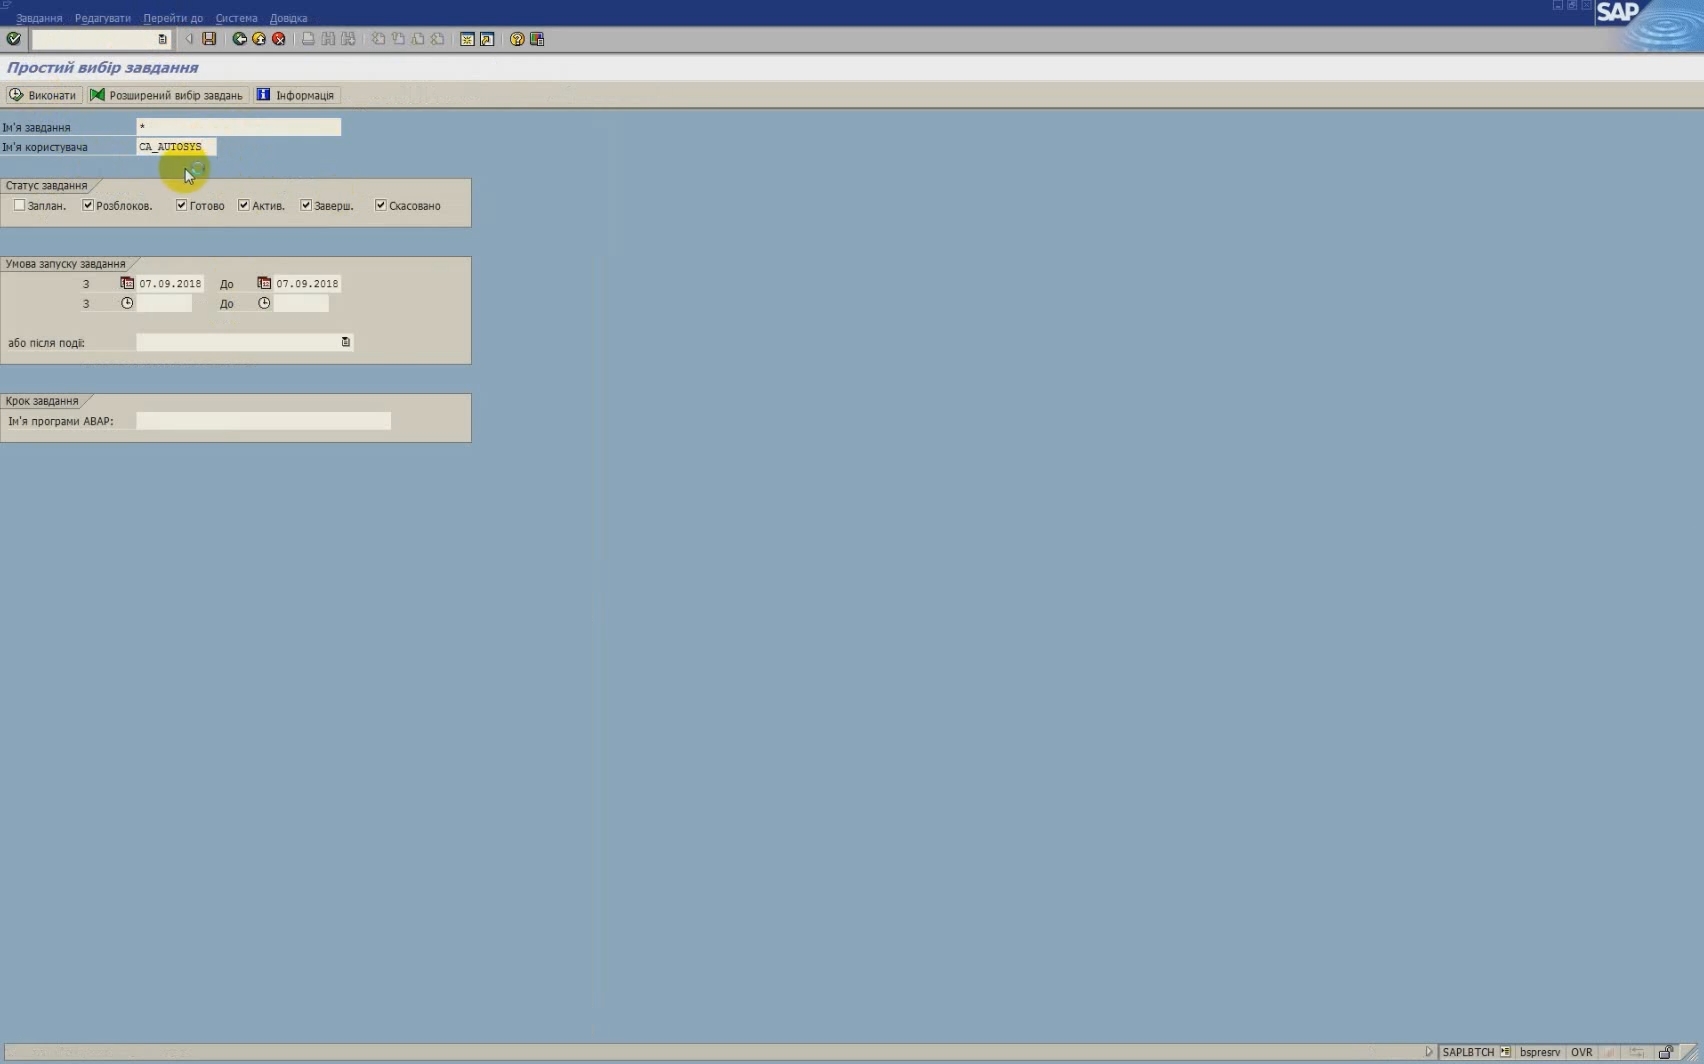 Завдання Редагувати Перейти до Система Довідка
SAP
Простий вибір завдання
Виконати Розширений вибір завдань Інформація
Ім'я завдання *
Ім'я користувача CA_AUTOSYS
Статус завдання
Заплан. Розблоков. Готово Актив. Заверш. Скасовано
Умова запуску завдання
З 07.09.2018 До 07.09.2018
З До
або після події:
Крок завдання
Ім'я програми ABAP:
SAPLBTCH bspresrv OVR